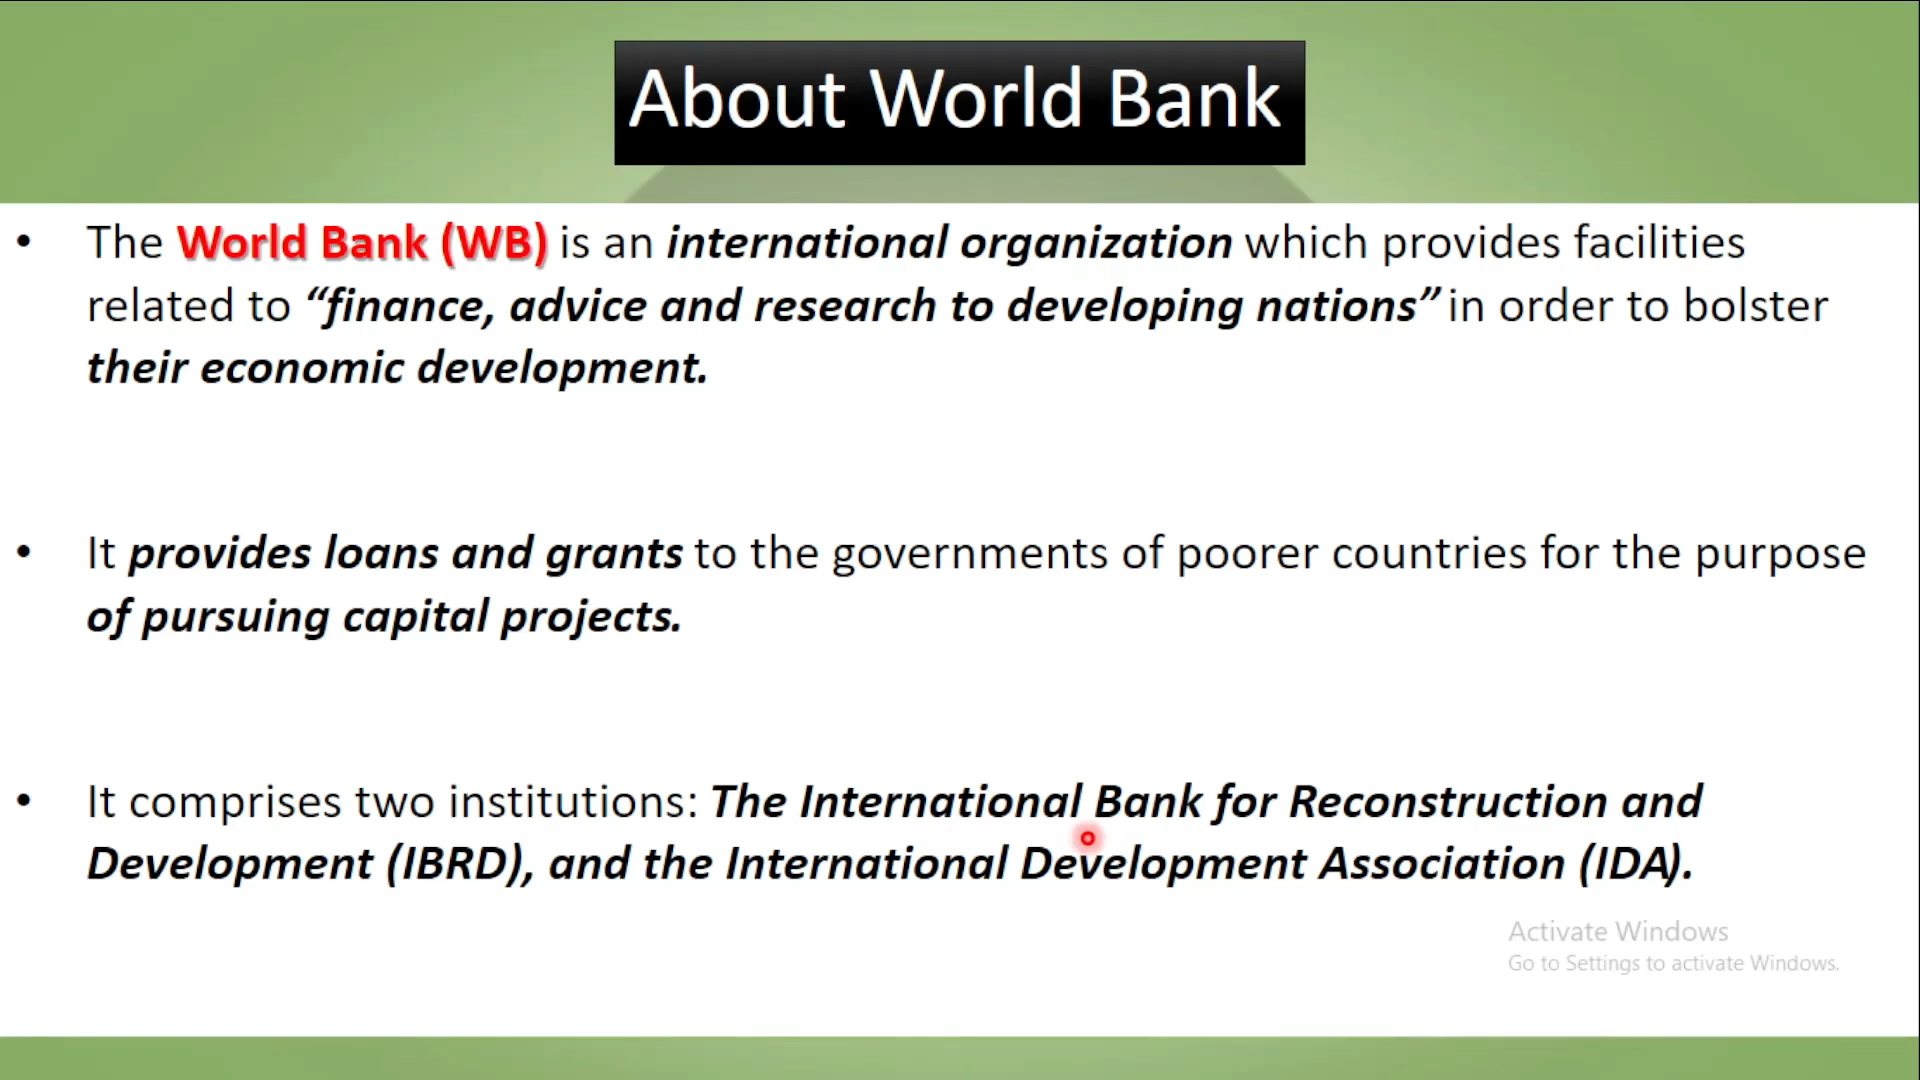 About World Bank
• The World Bank (WB) is an international organization which provides facilities
related to “finance, advice and research to developing nations” in order to bolster
their economic development.
• It provides loans and grants to the governments of poorer countries for the purpose
of pursuing capital projects.
• It comprises two institutions: The International Bank for Reconstruction and
Development (IBRD), and the International Development Association (IDA).
Activate Windows
Go to Settings to activate Windows.